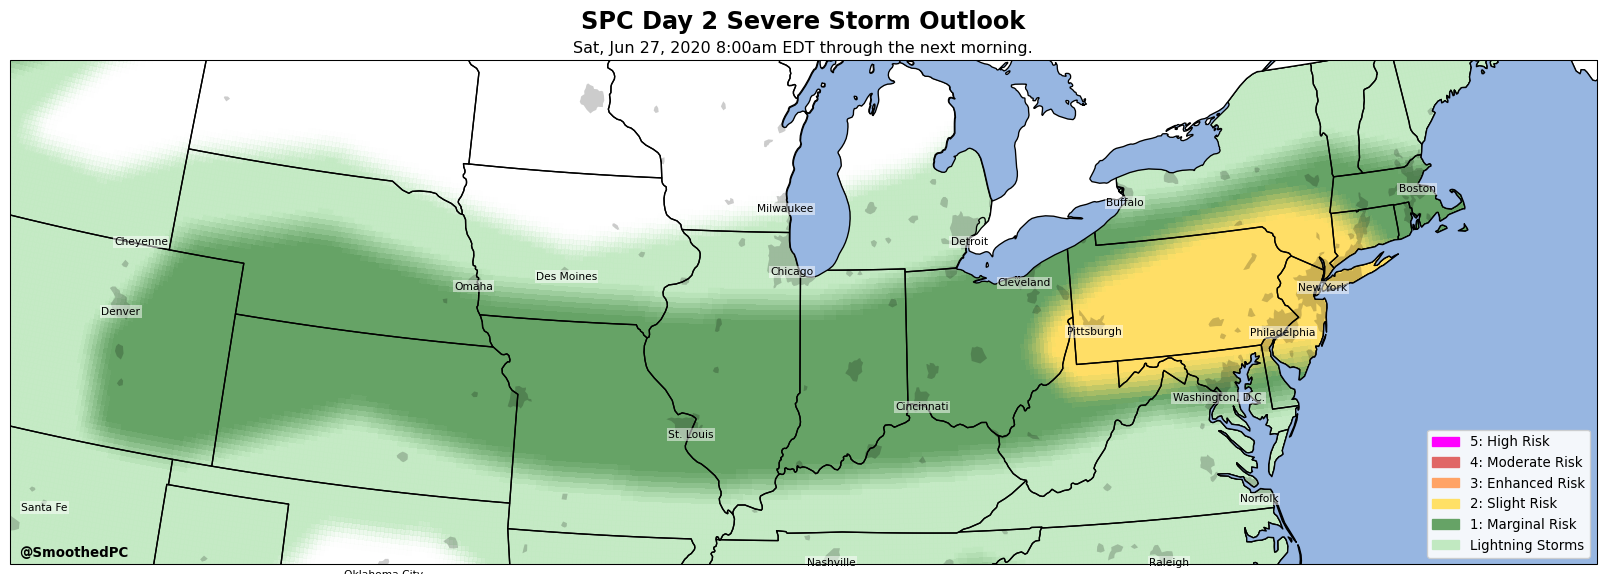 SPC Day 2 Severe Storm Outlook
Sat, Jun 27, 2020 8:00am EDT through the next morning.
Boston
Buffalo
Milwaukee
Cheyenne
Detroit
Chicago
Des Moines
Cleveland
Omaha
New York
Denver
Pittsburgh
Philadelphia
Washington, D.C.
Cincinnati
St. Louis
5: High Risk
4: Moderate Risk
3: Enhanced Risk
2: Slight Risk
1: Marginal Risk
Lightning Storms
Norfolk
Santa Fe
@SmoothedPC
Nashville
Raleigh
Oklahoma City